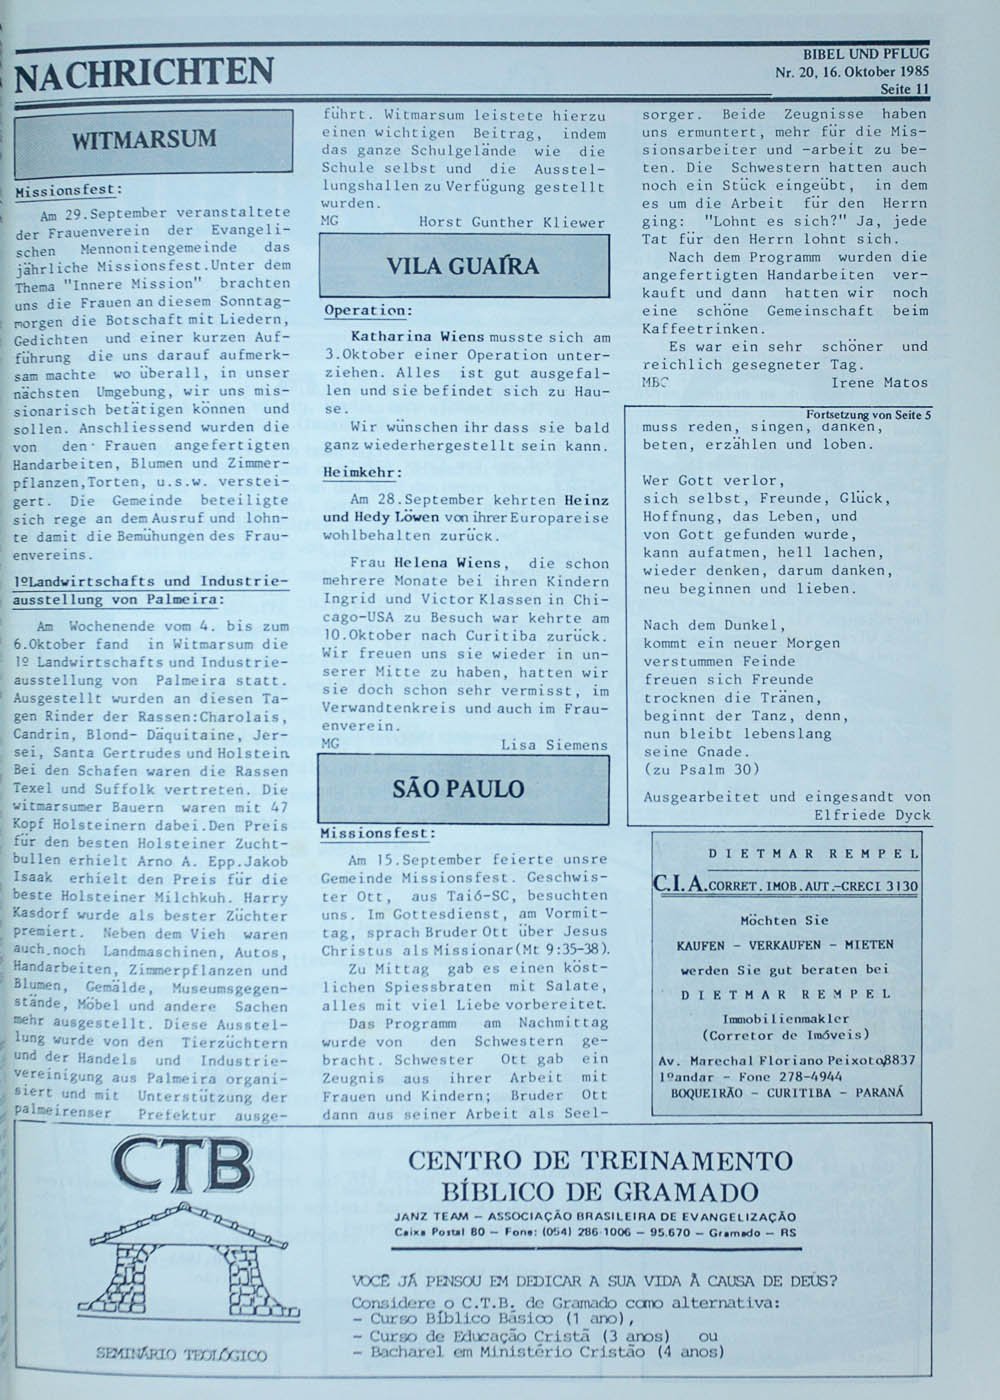 NACHRICHTEN
BIBEL UND PFLUG
Nr. 20, 16. Oktober 1985
Seite 11
WITMARSUM
Missionsfest:
Am 29.September veranstaltete
der Frauenverein der Evangeli-
schen Mennonitengemeinde das
jährliche Missionsfest.Unter dem
Thema "Innere Mission" brachten
uns die Frauen an diesem Sonntag-
morgen die Botschaft mit Liedern,
Gedichten und einer kurzen Auf-
führung die uns darauf aufmerk-
sam machte wo überall, in unser
nächsten Umgebung, wir uns mis-
sionarisch betätigen können und
sollen. Anschliessend wurden die
von den Frauen angefertigten
Handarbeiten, Blumen und Zimmer-
pflanzen,Torten, u.s.w. verstei-
gert. Die Gemeinde beteiligte
sich rege an dem Ausruf und lohn-
te damit die Bemühungen des Frau-
envereins.
1ºLandwirtschafts und Industrie-
ausstellung von Palmeira:
Am Wochenende vom 4. bis zum
6.Oktober fand in Witmarsum die
1º Landwirtschafts und Industrie-
ausstellung von Palmeira statt.
Ausgestellt wurden an diesen Ta-
gen Rinder der Rassen:Charolais,
Candrin, Blond- Däquitaine, Jer-
sei, Santa Gertrudes und Holstein.
Bei den Schafen waren die Rassen
Texel und Suffolk vertreten. Die
witmarsumer Bauern waren mit 47
Kopf Holsteinern dabei.Den Preis
für den besten Holsteiner Zucht-
bullen erhielt Arno A. Epp.Jakob
Isaak erhielt den Preis für die
beste Holsteiner Milchkuh. Harry
Kasdorf wurde als bester Züchter
premiert. Neben dem Vieh waren
auch noch Landmaschinen, Autos,
Handarbeiten, Zimmerpflanzen und
Blumen, Gemälde, Museumsgegen-
stände, Möbel und andere Sachen
mehr ausgestellt. Diese Ausstel-
lung wurde von den Tierzüchtern
und der Handels und Industrie-
vereinigung aus Palmeira organi-
siert und mit Unterstützung der
palmeirenser Prefektur ausge-
führt. Witmarsum leistete hierzu
einen wichtigen Beitrag, indem
das ganze Schulgelände wie die
Schule selbst und die Ausstel-
lungshallen zu Verfügung gestellt
wurden.
MG Horst Gunther Kliewer
VILA GUAÍRA
Operation:
Katharina Wiens musste sich am
3.Oktober einer Operation unter-
ziehen. Alles ist gut ausgefal-
len und sie befindet sich zu Hau-
se.
Wir wünschen ihr dass sie bald
ganz wiederhergestellt sein kann.
Heimkehr:
Am 28.September kehrten Heinz
und Hedy Löwen von ihrer Europareise
wohlbehalten zurück.
Frau Helena Wiens, die schon
mehrere Monate bei ihren Kindern
Ingrid und Victor Klassen in Chi-
cago-USA zu Besuch war kehrte am
10.Oktober nach Curitiba zurück.
Wir freuen uns sie wieder in un-
serer Mitte zu haben, hatten wir
sie doch schon sehr vermisst, im
Verwandtenkreis und auch im Frau-
enverein.
MG Lisa Siemens
SÃO PAULO
Missionsfest:
Am 15.September feierte unsre
Gemeinde Missionsfest. Geschwis-
ter Ott, aus Taió-SC, besuchten
uns. Im Gottesdienst, am Vormit-
tag, sprach Bruder Ott über Jesus
Christus als Missionar(Mt 9:35-38).
Zu Mittag gab es einen köst-
lichen Spiessbraten mit Salate,
alles mit viel Liebe vorbereitet.
Das Programm am Nachmittag
wurde von den Schwestern ge-
bracht. Schwester Ott gab ein
Zeugnis aus ihrer Arbeit mit
Frauen und Kindern; Bruder Ott
dann aus seiner Arbeit als Seel-
sorger. Beide Zeugnisse haben
uns ermuntert, mehr für die Mis-
sionsarbeiter und -arbeit zu be-
ten. Die Schwestern hatten auch
noch ein Stück eingeübt, in dem
es um die Arbeit für den Herrn
ging: "Lohnt es sich?" Ja, jede
Tat für den Herrn lohnt sich.
Nach dem Programm wurden die
angefertigten Handarbeiten ver-
kauft und dann hatten wir noch
eine schöne Gemeinschaft beim
Kaffeetrinken.
Es war ein sehr schöner und
reichlich gesegneter Tag.
MBC Irene Matos
Fortsetzung von Seite 5
muss reden, singen, danken,
beten, erzählen und loben.
Wer Gott verlor,
sich selbst, Freunde, Glück,
Hoffnung, das Leben, und
von Gott gefunden wurde,
kann aufatmen, hell lachen,
wieder denken, darum danken,
neu beginnen und lieben.
Nach dem Dunkel,
kommt ein neuer Morgen
verstummen Feinde
freuen sich Freunde
trocknen die Tränen,
beginnt der Tanz, denn,
nun bleibt lebenslang
seine Gnade.
(zu Psalm 30)
Ausgearbeitet und eingesandt von
Elfriede Dyck
DIETMAR REMPEL
C.I.A. CORRET. IMOB. AUT.-CRECI 3130
Möchten Sie
KAUFEN - VERKAUFEN - MIETEN
werden Sie gut beraten bei
DIETMAR REMPEL
Immobilienmakler
(Corretor de Imóveis)
Av. Marechal Floriano Peixoto,8837
1ºandar - Fone 278-4944
BOQUEIRÃO - CURITIBA - PARANÁ
CTB
SEMINÁRIO TEOLÓGICO
CENTRO DE TREINAMENTO
BÍBLICO DE GRAMADO
JANZ TEAM - ASSOCIAÇÃO BRASILEIRA DE EVANGELIZAÇÃO
Caixa Postal 80 - Fone: (054) 286-1006 - 95.670 - Gramado - RS
VOCÊ JÁ PENSOU EM DEDICAR A SUA VIDA À CAUSA DE DEUS?
Considere o C.T.B. de Gramado como alternativa:
- Curso Bíblico Básico (1 ano),
- Curso de Educação Cristã (3 anos) ou
- Bacharel em Ministério Cristão (4 anos)